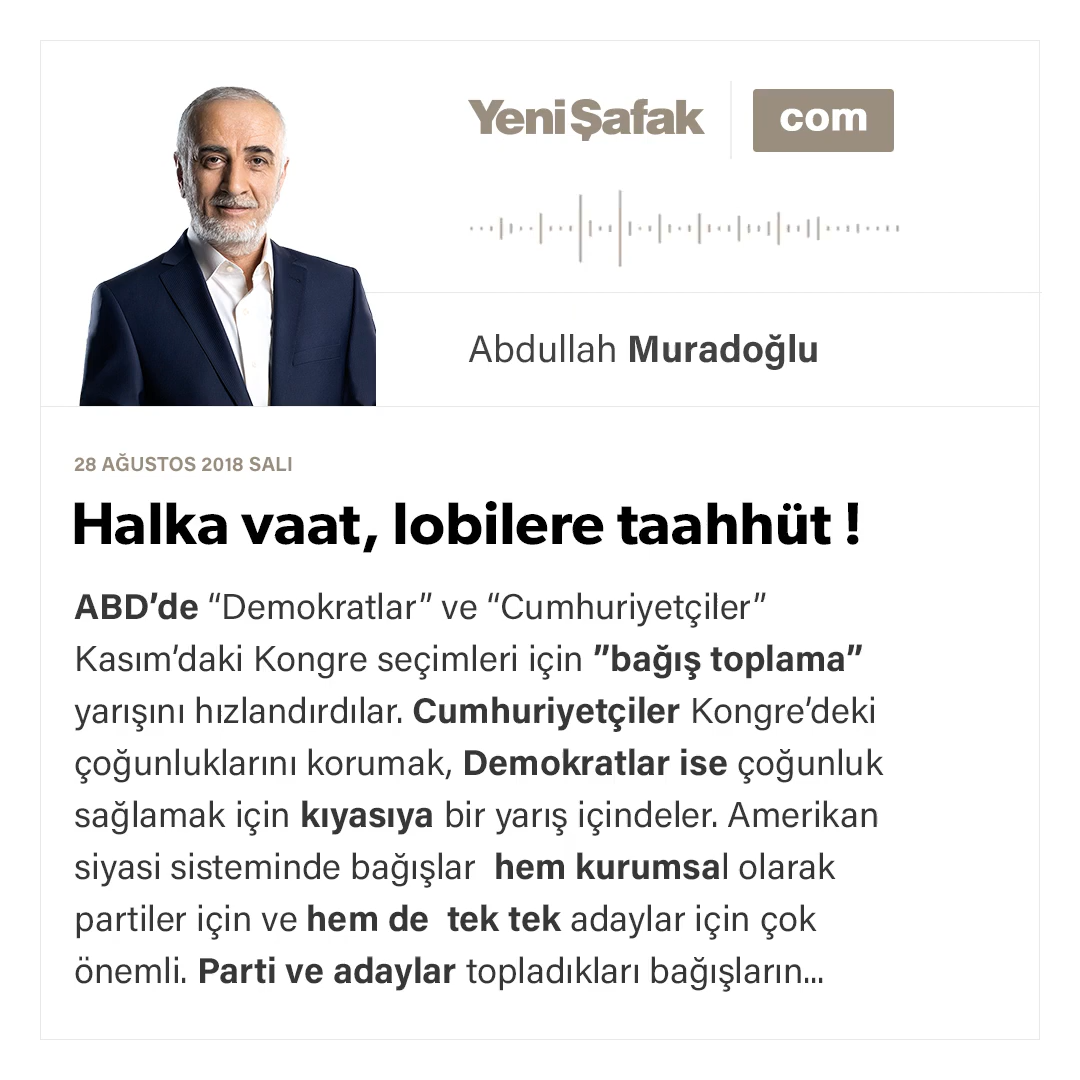 YeniŞafak com
Abdullah Muradoğlu
28 AĞUSTOS 2018 SALI
Halka vaat, lobilere taahhüt !
ABD’de “Demokratlar” ve “Cumhuriyetçiler”
Kasım’daki Kongre seçimleri için ”bağış toplama”
yarışını hızlandırdılar. Cumhuriyetçiler Kongre’deki
çoğunluklarını korumak, Demokratlar ise çoğunluk
sağlamak için kıyasıya bir yarış içindeler. Amerikan
siyasi sisteminde bağışlar  hem kurumsal olarak
partiler için ve hem de  tek tek adaylar için çok
önemli. Parti ve adaylar topladıkları bağışların...